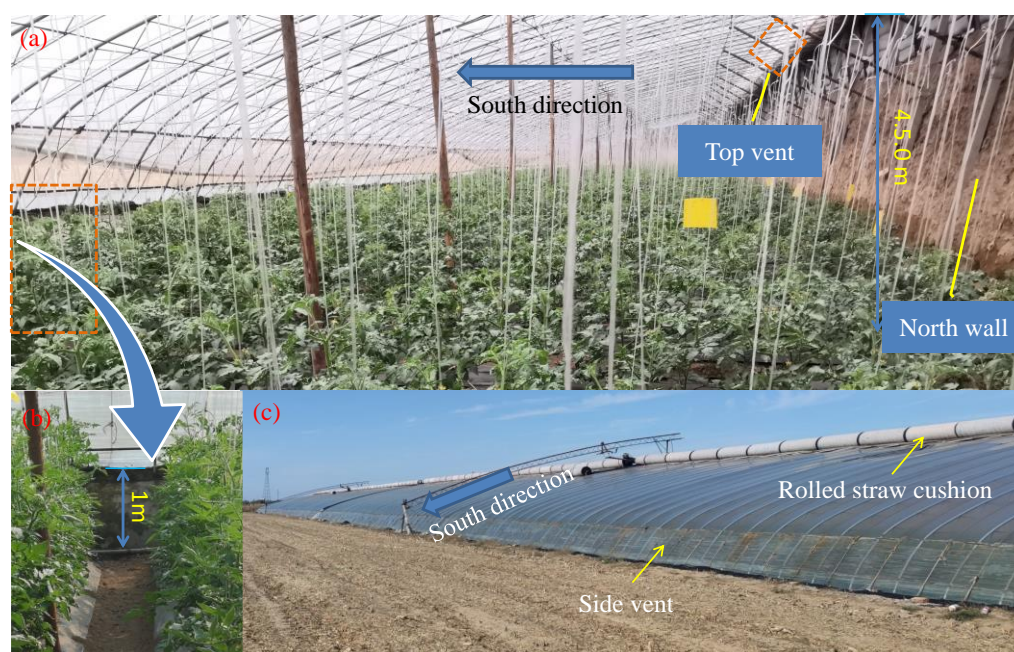 (a)
South direction
Top vent
4.5.0 m
North wall
(b)
1m
(c)
South direction
Rolled straw cushion
Side vent